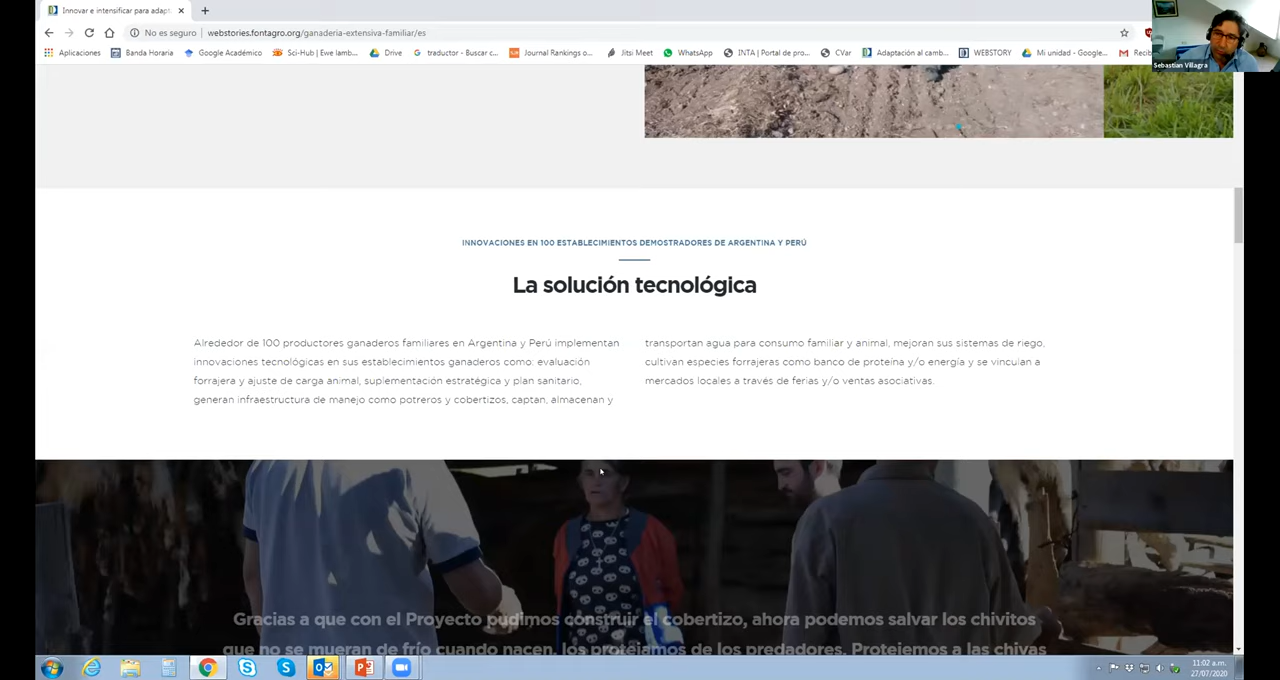 Innovar e intensificar para adapt
No es seguro
webstories.fontagro.org/ganaderia-extensiva-familiar/es
Aplicaciones
Banda Horaria
Google Académico
Sci-Hub | Ewe lamb...
Drive
traductor - Buscar c...
Journal Rankings o...
Jitsi Meet
WhatsApp
INTA | Portal de pro...
CVar
Adaptación al camb...
WEBSTORY
Mi unidad - Google...
Recib
Sebastian Villagra
INNOVACIONES EN 100 ESTABLECIMIENTOS DEMOSTRADORES DE ARGENTINA Y PERÚ
La solución tecnológica
Alrededor de 100 productores ganaderos familiares en Argentina y Perú implementan
innovaciones tecnológicas en sus establecimientos ganaderos como: evaluación
forrajera y ajuste de carga animal, suplementación estratégica y plan sanitario,
generan infraestructura de manejo como potreros y cobertizos, captan, almacenan y
transportan agua para consumo familiar y animal, mejoran sus sistemas de riego,
cultivan especies forrajeras como banco de proteína y/o energía y se vinculan a
mercados locales a través de ferias y/o ventas asociativas.
Gracias a que con el Proyecto pudimos construir el cobertizo, ahora podemos salvar los chivitos
que no se mueran de frío cuando nacen, los protejamos de los predadores. Protejemos a las chivas
11:02 a.m.
27/07/2020